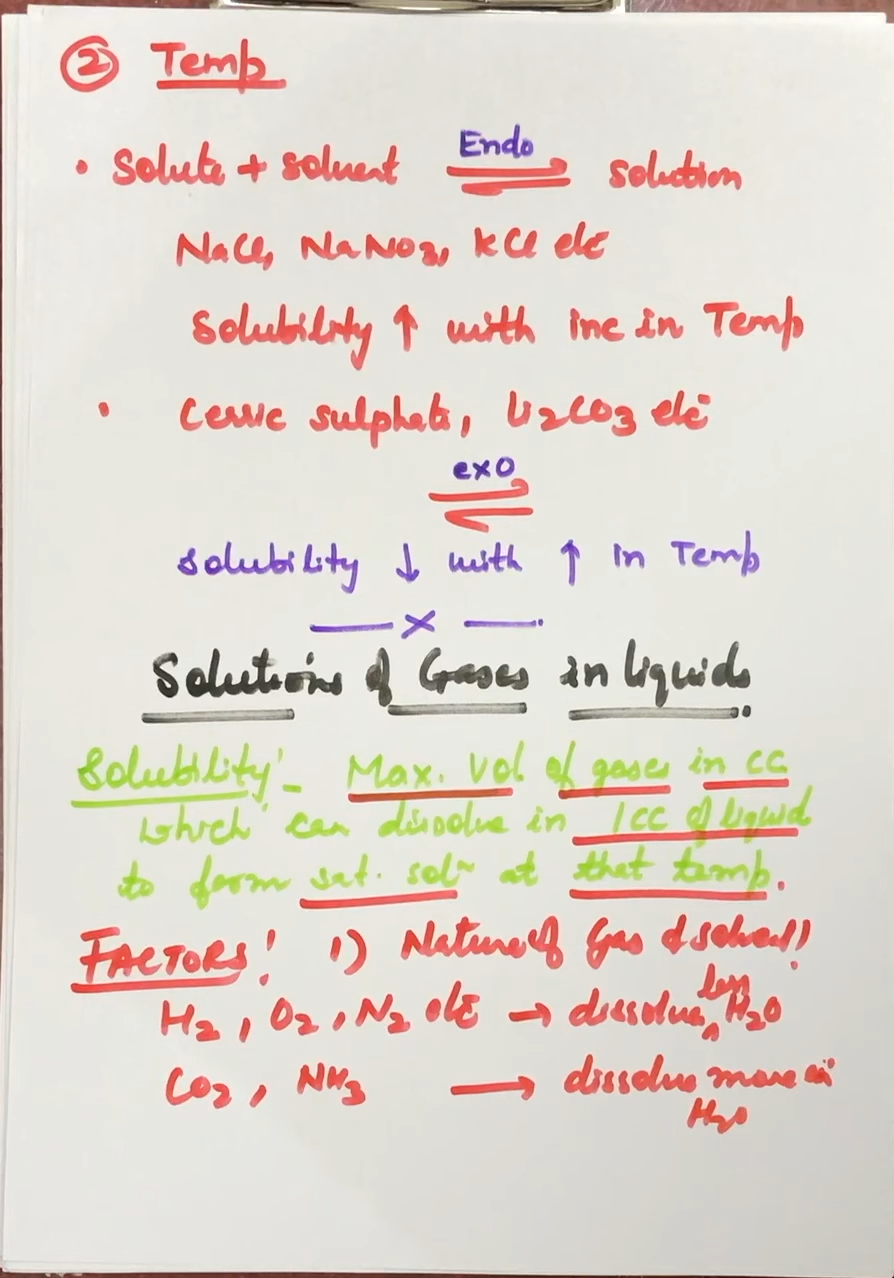 ② Temp
• Solute + solvent Endo ⇌ solution
NaCl, NaNO3, KCl etc
Solubility ↑ with inc in Temp
• Cerric sulphate, Li2CO3 etc
exo
⇌
solubility ↓ with ↑ in Temp
— x —
Solutions of Gases in liquids
Solubility:- Max. Vol of gases in cc
which can dissolve in 1cc of liquid
to form sat. soln at that temp.
FACTORS: 1) Nature of Gas & solvent:
H2, O2, N2 etc → dissolve less H2O
CO2, NH3 → dissolve more in
H2O